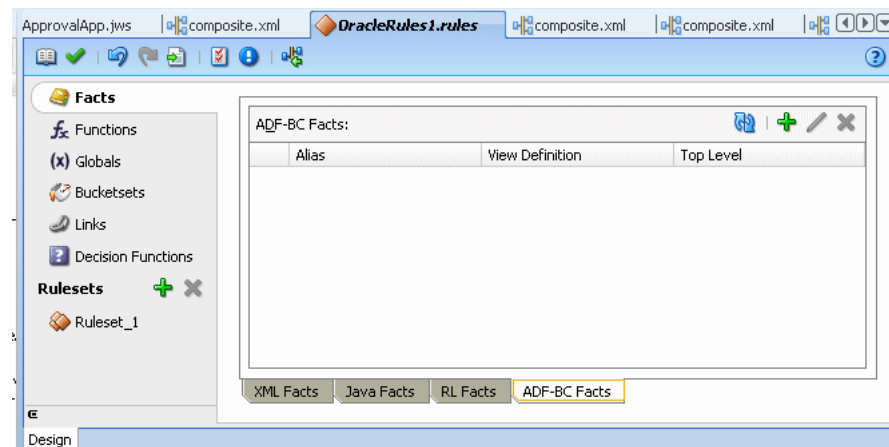 ApprovalApp.jws
composite.xml
OracleRules1.rules
composite.xml
composite.xml
Facts
Functions
(x) Globals
Bucketsets
Links
Decision Functions
Rulesets
Ruleset_1
ADF-BC Facts:
Alias
View Definition
Top Level
XML Facts
Java Facts
RL Facts
ADF-BC Facts
Design